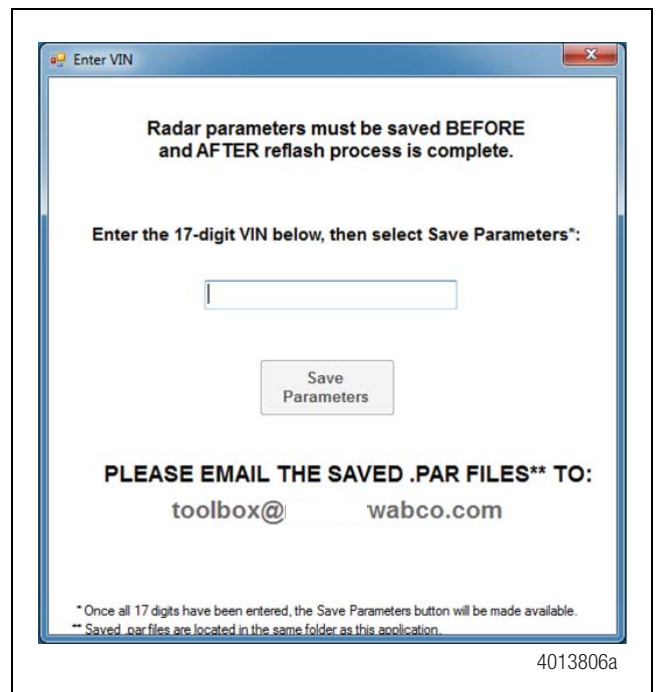 Enter VIN
Radar parameters must be saved BEFORE
and AFTER reflash process is complete.
Enter the 17-digit VIN below, then select Save Parameters*:
Save
Parameters
PLEASE EMAIL THE SAVED .PAR FILES** TO:
toolbox@ wabco.com
* Once all 17 digits have been entered, the Save Parameters button will be made available.
** Saved .par files are located in the same folder as this application.
4013806a